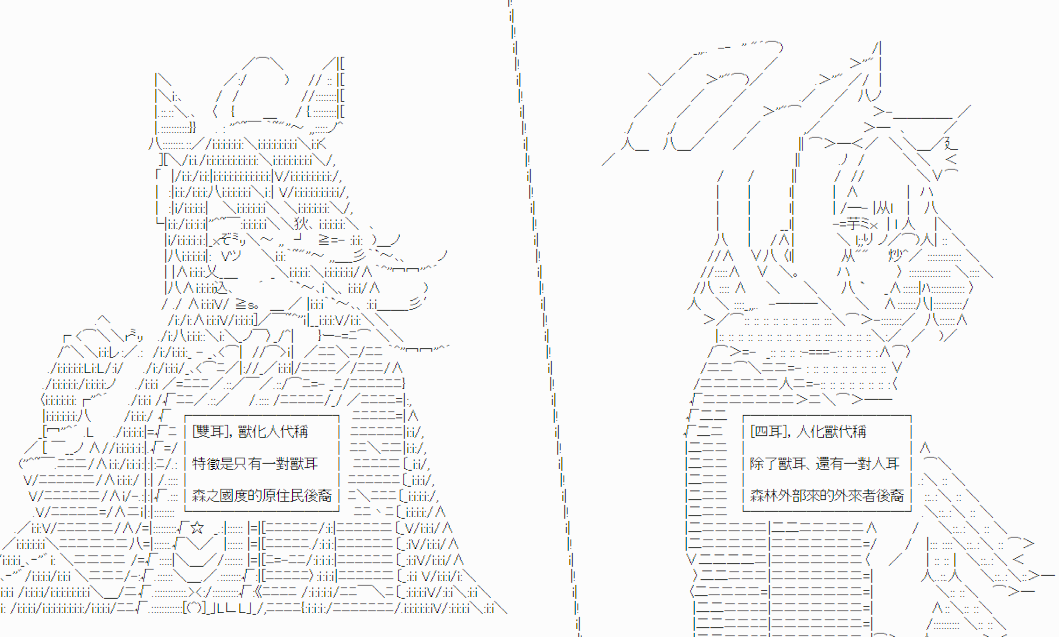 [雙耳], 獸化人代稱
特徵是只有一對獸耳
森之國度的原住民後裔
[四耳], 人化獸代稱
除了獸耳、還有一對人耳
森林外部來的外來者後裔